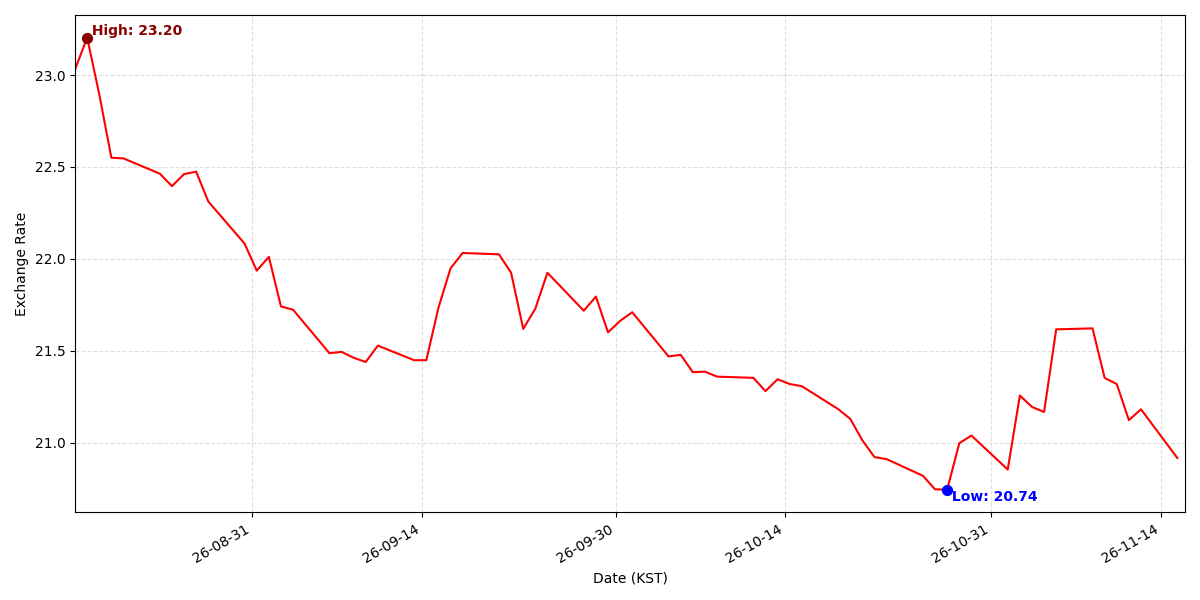 High: 23.20
23.0
22.5
22.0
21.5
21.0
Exchange Rate
Low: 20.74
26-08-31
26-09-14
26-09-30
26-10-14
26-10-31
26-11-14
Date (KST)